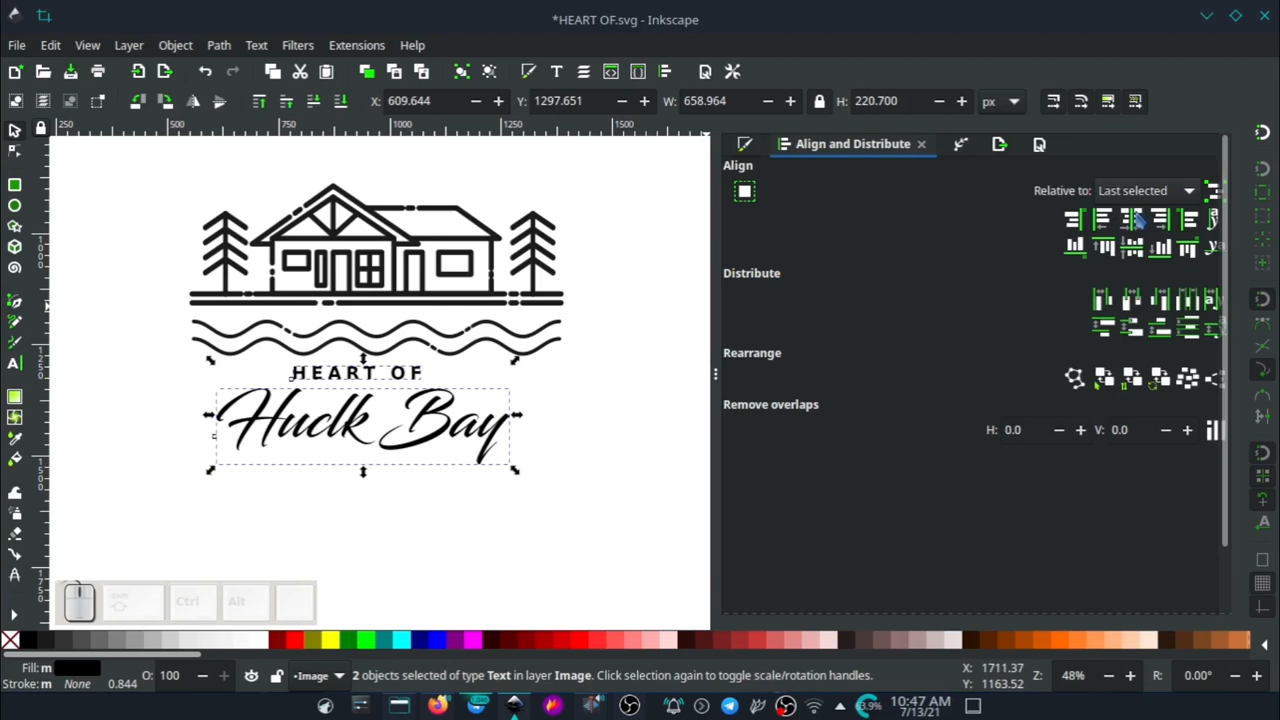 *HEART OF.svg - Inkscape
File Edit View Layer Object Path Text Filters Extensions Help
X: 609.644 Y: 1297.651 W: 658.964 H: 220.700 px
250 500 750 1000 1250 1500
Align and Distribute
Align
Relative to: Last selected
Distribute
Rearrange
Remove overlaps
H: 0.0 V: 0.0
HEART OF
Huclk Bay
Shift Ctrl Alt
Fill: m
Stroke: m None 0.844
O: 100
•Image
2 objects selected of type Text in layer Image. Click selection again to toggle scale/rotation handles.
X: 1711.37
Y: 1163.52
Z: 48% R: 0.00°
10:47 AM
7/13/21